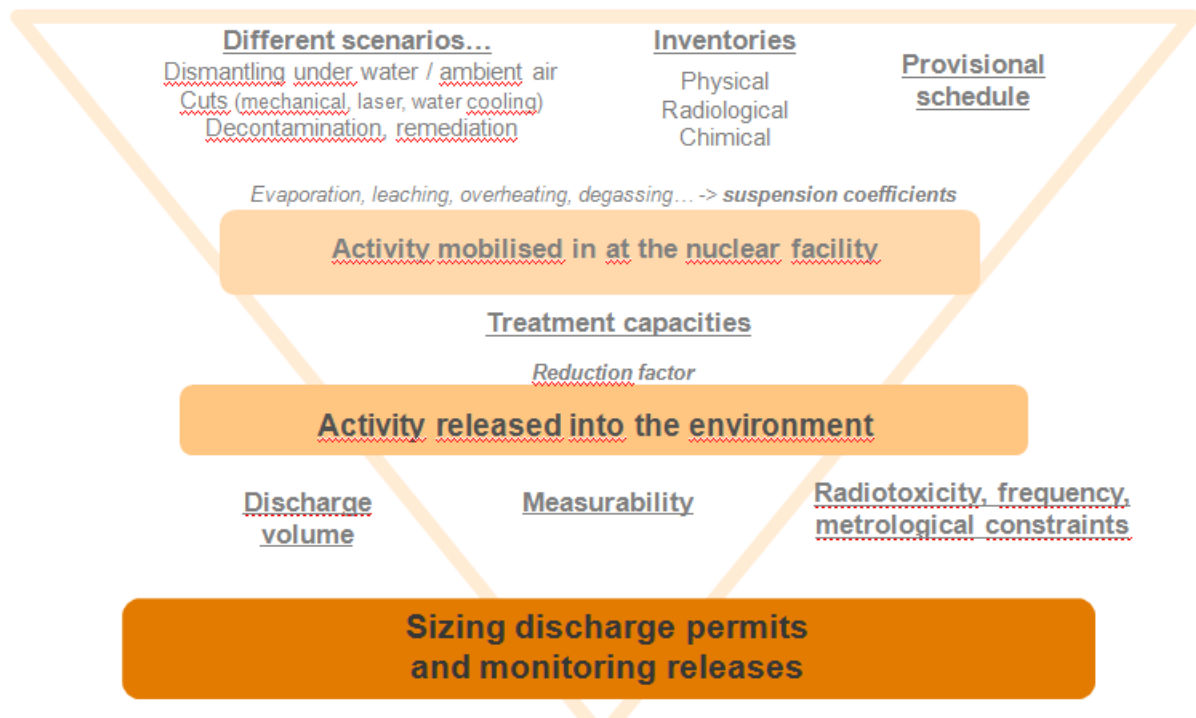 Different scenarios…
Dismantling under water / ambient air
Cuts (mechanical, laser, water cooling)
Decontamination, remediation
Inventories
Physical
Radiological
Chimical
Provisional
schedule
Evaporation, leaching, overheating, degassing… -> suspension coefficients
Activity mobilised in at the nuclear facility
Treatment capacities
Reduction factor
Activity released into the environment
Discharge
volume
Measurability
Radiotoxicity, frequency,
metrological constraints
Sizing discharge permits
and monitoring releases